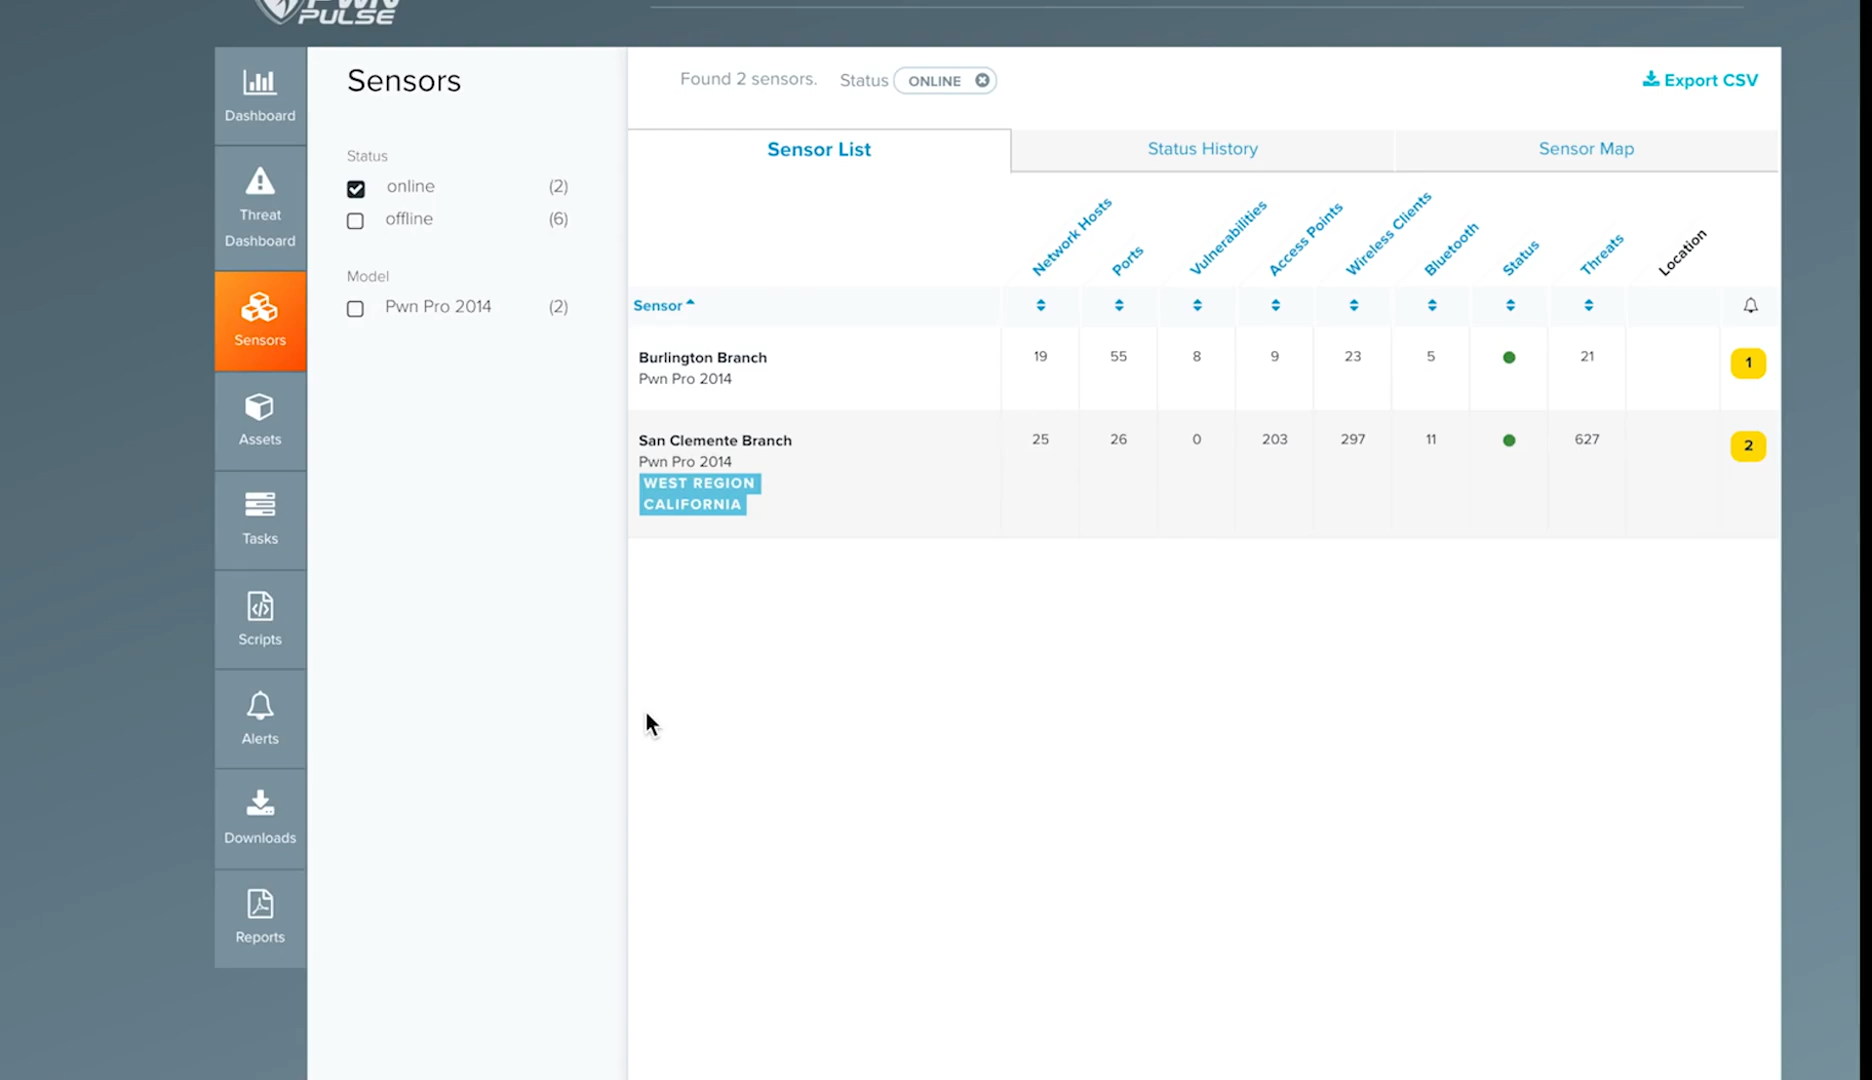 PWN
PULSE
Dashboard
Threat
Dashboard
Sensors
Assets
Tasks
Scripts
Alerts
Downloads
Reports
Sensors
Status
online (2)
offline (6)
Model
Pwn Pro 2014 (2)
Found 2 sensors. Status ONLINE
Export CSV
Sensor List Status History Sensor Map
Network Hosts Ports Vulnerabilities Access Points Wireless Clients Bluetooth Status Threats Location
Sensor
Burlington Branch 19 55 8 9 23 5 21 1
Pwn Pro 2014
San Clemente Branch 25 26 0 203 297 11 627 2
Pwn Pro 2014
WEST REGION
CALIFORNIA